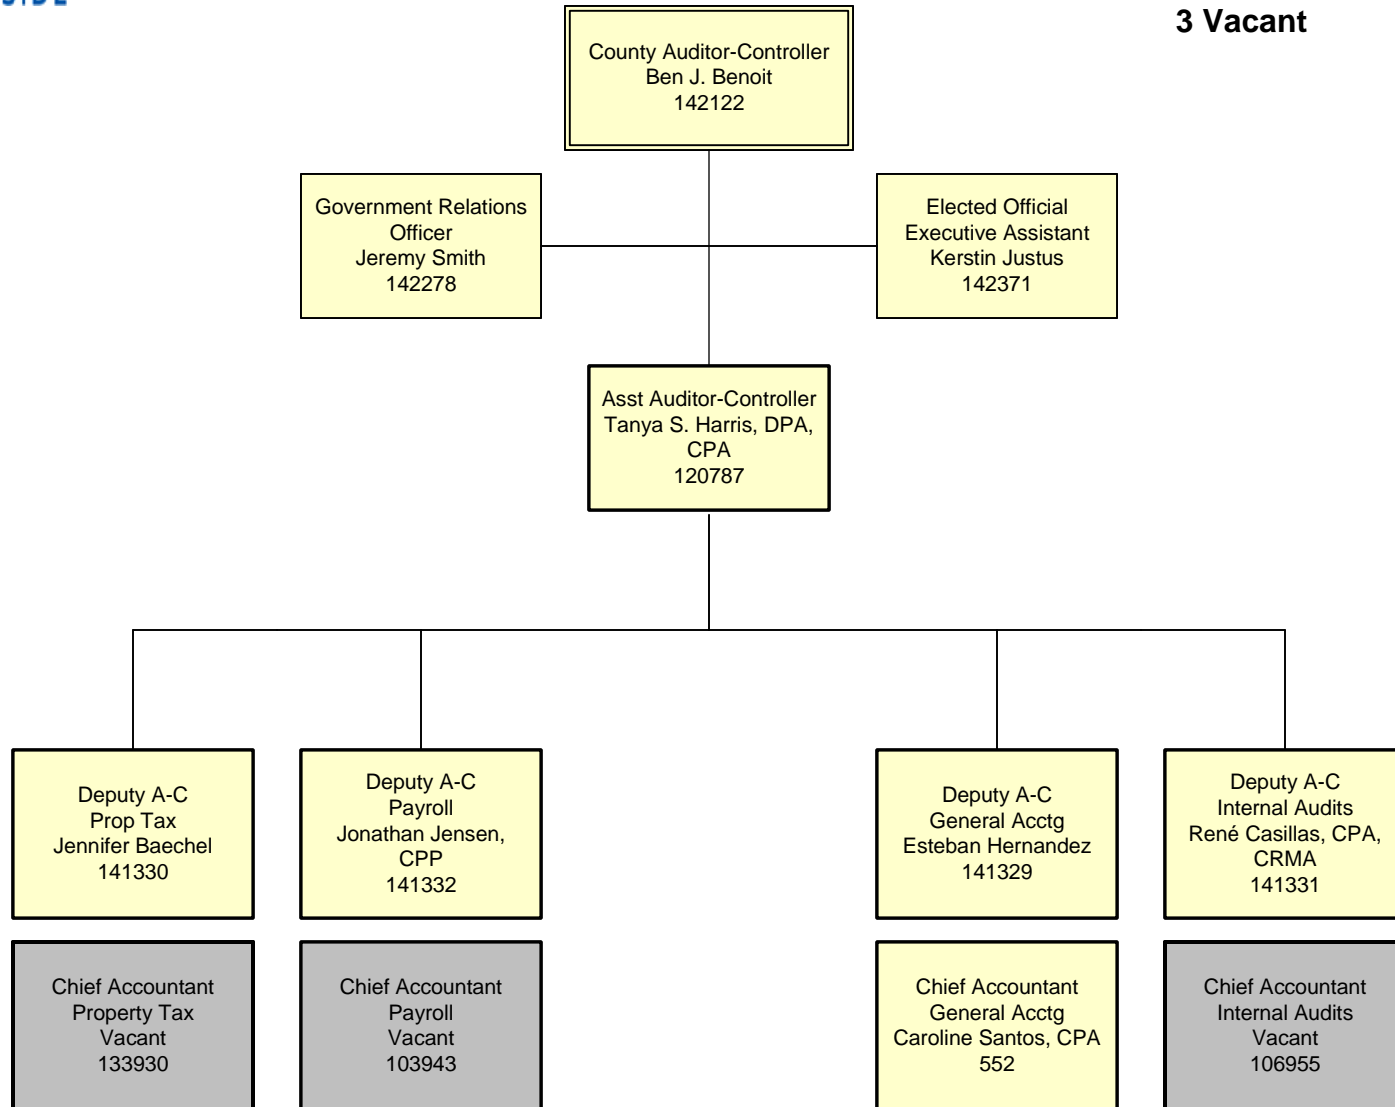 3 Vacant
County Auditor-Controller
Ben J. Benoit
142122
Government Relations
Officer
Jeremy Smith
142278
Elected Official
Executive Assistant
Kerstin Justus
142371
Asst Auditor-Controller
Tanya S. Harris, DPA,
CPA
120787
Deputy A-C
Prop Tax
Jennifer Baechel
141330
Deputy A-C
Payroll
Jonathan Jensen,
CPP
141332
Deputy A-C
General Acctg
Esteban Hernandez
141329
Deputy A-C
Internal Audits
René Casillas, CPA,
CRMA
141331
Chief Accountant
Property Tax
Vacant
133930
Chief Accountant
Payroll
Vacant
103943
Chief Accountant
General Acctg
Caroline Santos, CPA
552
Chief Accountant
Internal Audits
Vacant
106955